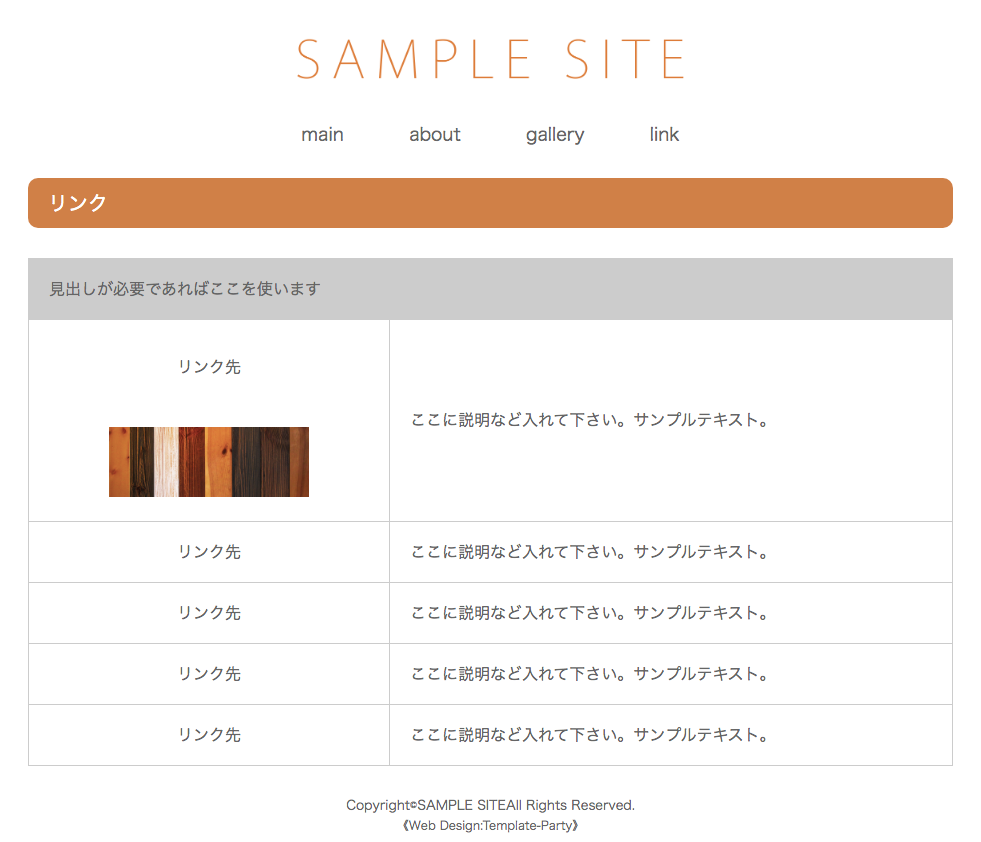 SAMPLE SITE
main about gallery link
リンク
見出しが必要であればここを使います
リンク先
ここに説明など入れて下さい。サンプルテキスト。
リンク先 ここに説明など入れて下さい。サンプルテキスト。
リンク先 ここに説明など入れて下さい。サンプルテキスト。
リンク先 ここに説明など入れて下さい。サンプルテキスト。
リンク先 ここに説明など入れて下さい。サンプルテキスト。
Copyright©SAMPLE SITEAll Rights Reserved.
《Web Design:Template-Party》